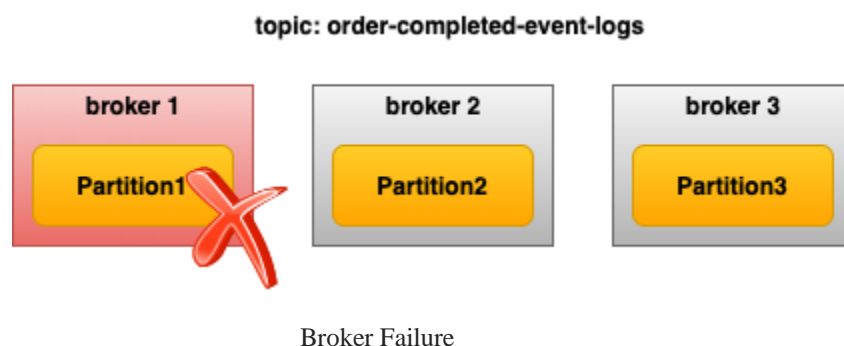 topic: order-completed-event-logs
broker 1
broker 2
broker 3
Partition1
Partition2
Partition3
Broker Failure